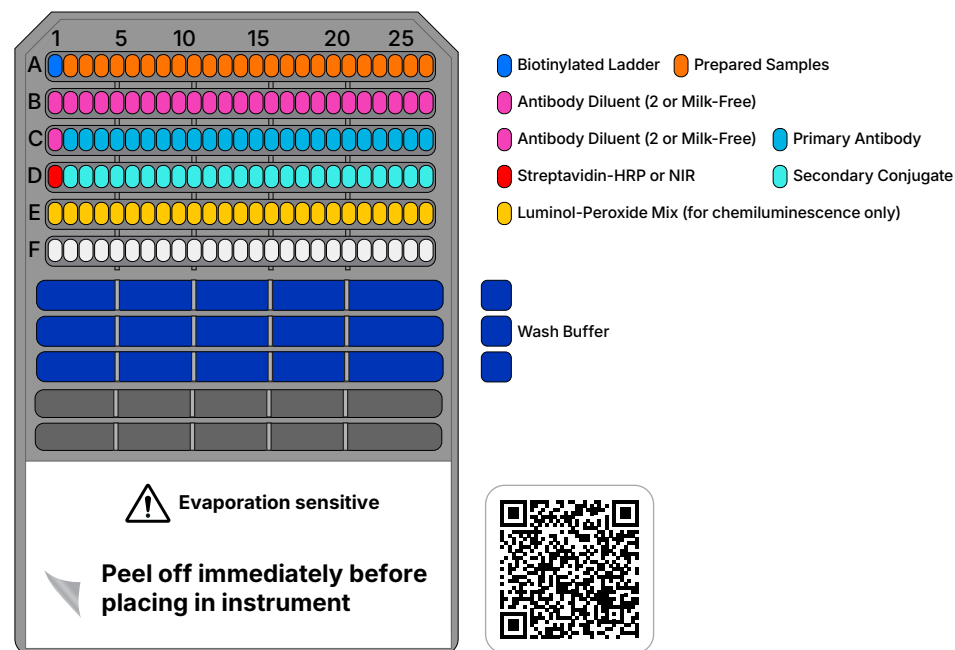 1 5 10 15 20 25
A Biotinylated Ladder Prepared Samples
B Antibody Diluent (2 or Milk-Free)
C Antibody Diluent (2 or Milk-Free) Primary Antibody
D Streptavidin-HRP or NIR Secondary Conjugate
E Luminol-Peroxide Mix (for chemiluminescence only)
F
Wash Buffer
Evaporation sensitive
Peel off immediately before
placing in instrument